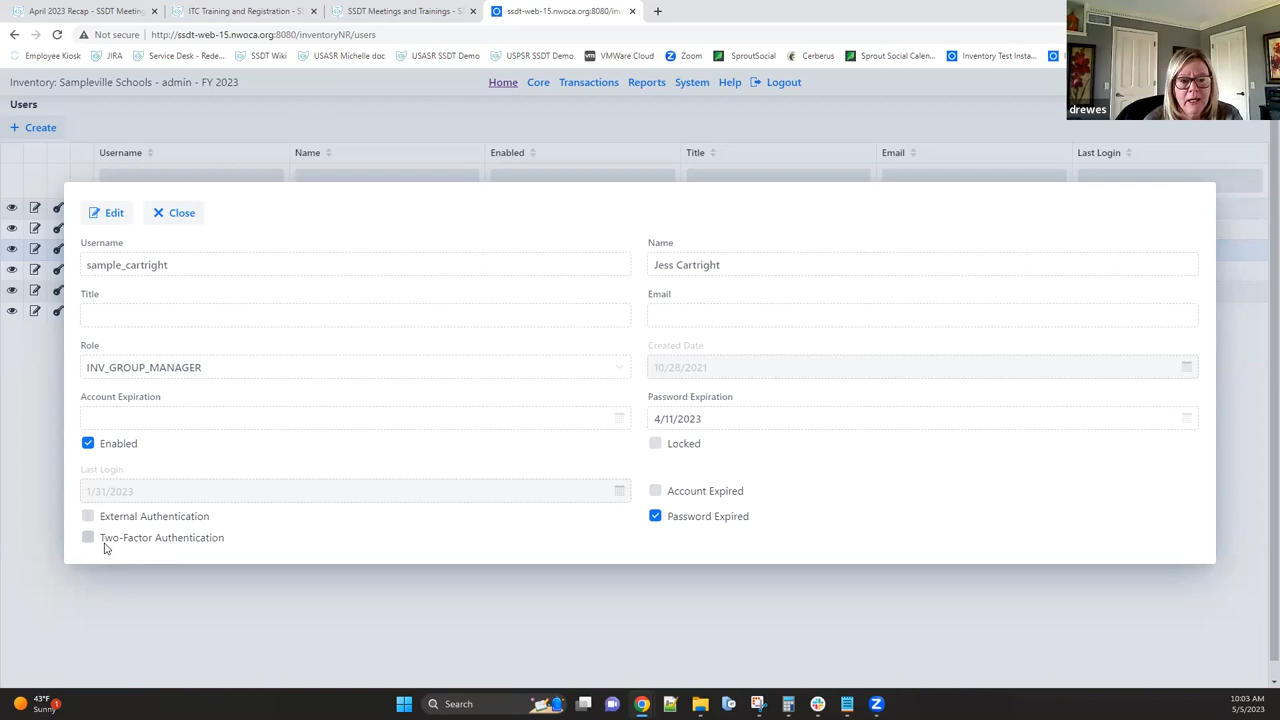 April 2023 Recap - SSDT Meeting
ITC Training and Registration - S
SSDT Meetings and Trainings - S
ssdt-web-15.nwoca.org:8080/inv
Not secure http://ssdt-web-15.nwoca.org:8080/inventoryNR/users
Employee Kiosk JIRA Service Desk - Rede... SSDT Wiki USASR Michelle USASR SSDT Demo USPSR SSDT Demo VMWare Cloud Zoom SproutSocial Cerberus Sprout Social Calen... Inventory Test Insta...
Inventory: Sampleville Schools - admin - FY 2023
Home Core Transactions Reports System Help Logout
Users
+ Create
Username Name Enabled Title Email Last Login
drewes
Edit Close
Username
sample_cartright
Name
Jess Cartright
Title
Email
Role
INV_GROUP_MANAGER
Created Date
10/28/2021
Account Expiration
Password Expiration
4/11/2023
Enabled
Locked
Last Login
1/31/2023
Account Expired
External Authentication
Password Expired
Two-Factor Authentication
43°F
Sunny
1
Search
10:03 AM
5/5/2023